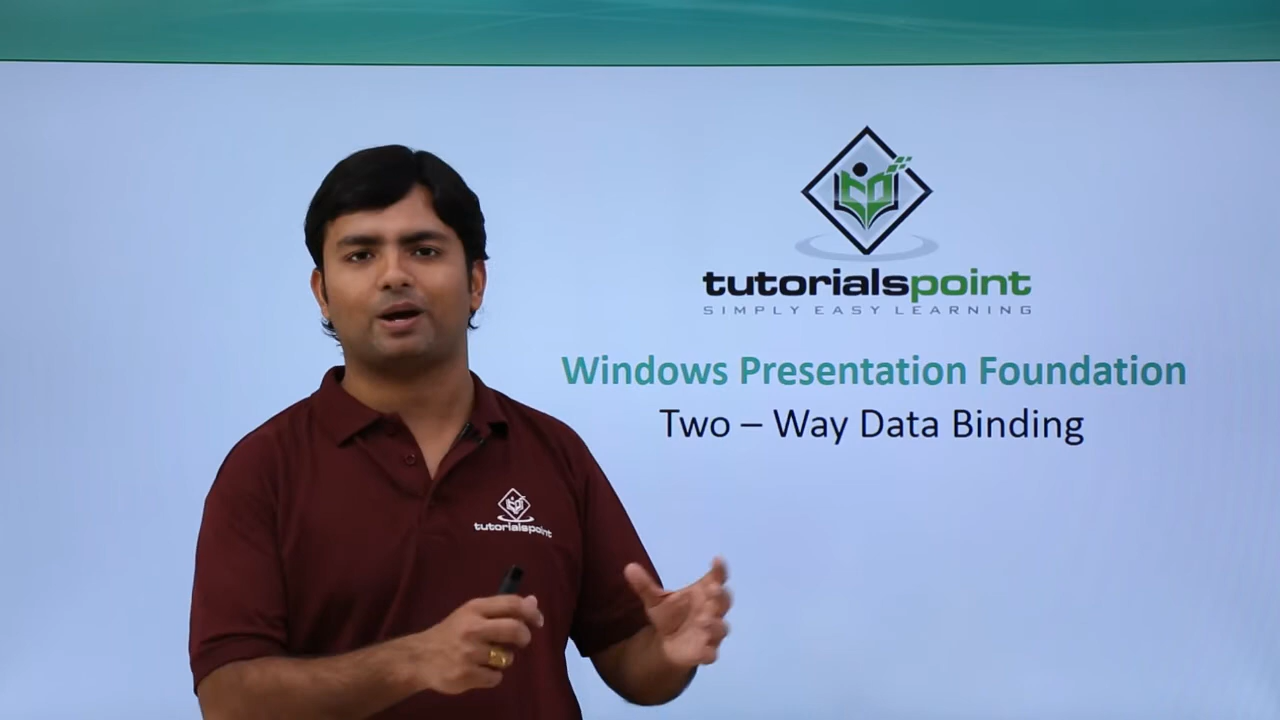 tutorialspoint
SIMPLY EASY LEARNING
Windows Presentation Foundation
Two – Way Data Binding
tutorialspoint